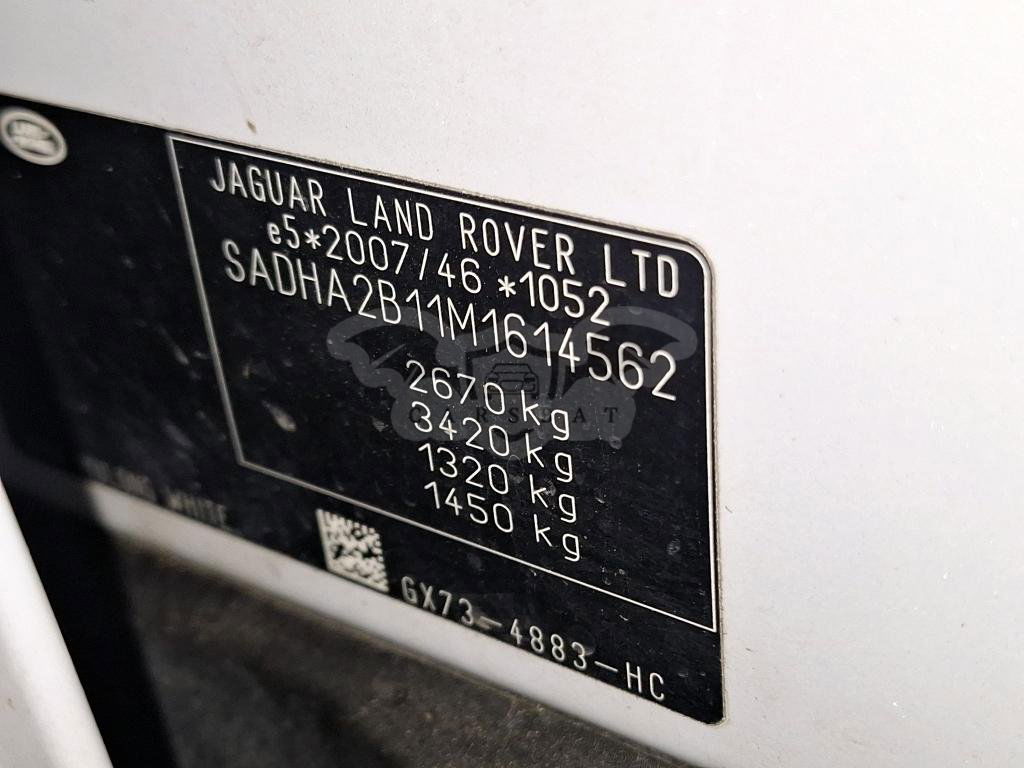 JAGUAR LAND ROVER LTD
e5*2007/46 *1052
SADHA2B11M1614562
2670 kg
3420 kg
1320 kg
1450 kg
WHITE
GX73-4883-HC